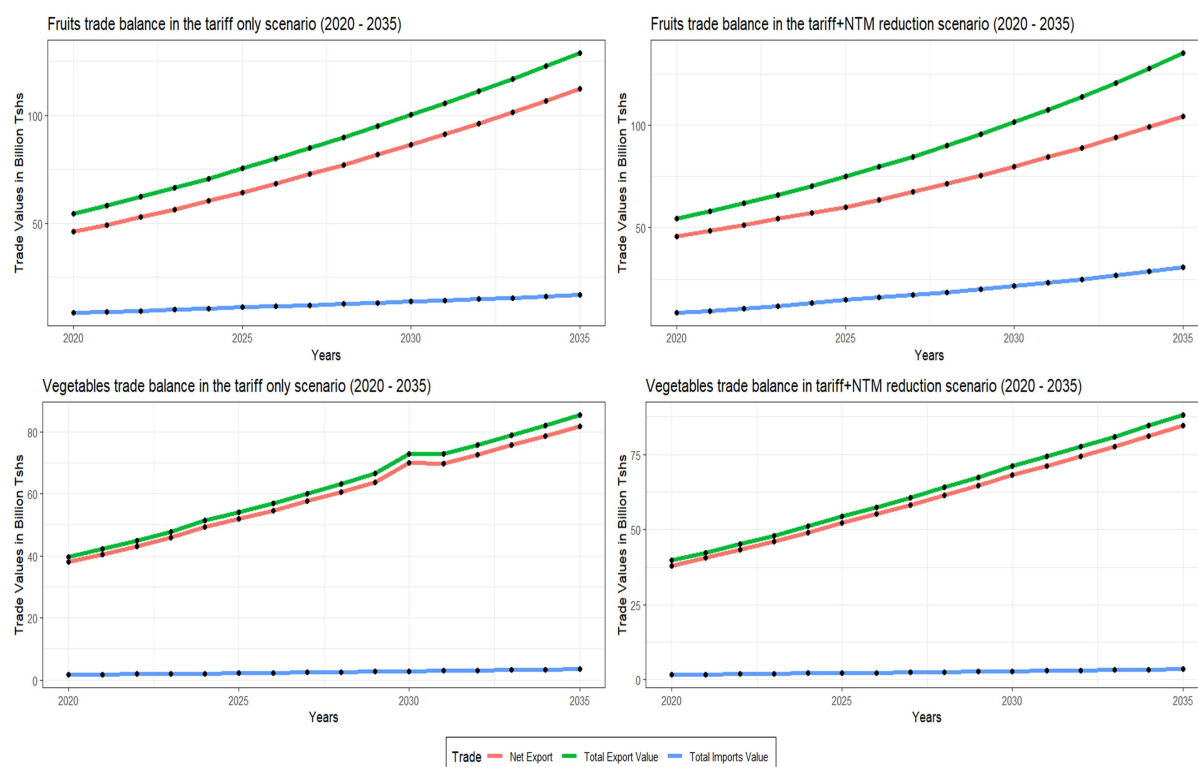 Fruits trade balance in the tariff only scenario (2020 - 2035)
Trade Values in Billion Tshs
100
50
2020
2025
2030
2035
Years
Fruits trade balance in the tariff+NTM reduction scenario (2020 - 2035)
Trade Values in Billion Tshs
100
50
2020
2025
2030
2035
Years
Vegetables trade balance in the tariff only scenario (2020 - 2035)
Trade Values in Billion Tshs
80
60
40
20
0
2020
2025
2030
2035
Years
Vegetables trade balance in tariff+NTM reduction scenario (2020 - 2035)
Trade Values in Billion Tshs
75
50
25
0
2020
2025
2030
2035
Years
Trade Net Export Total Export Value Total Imports Value